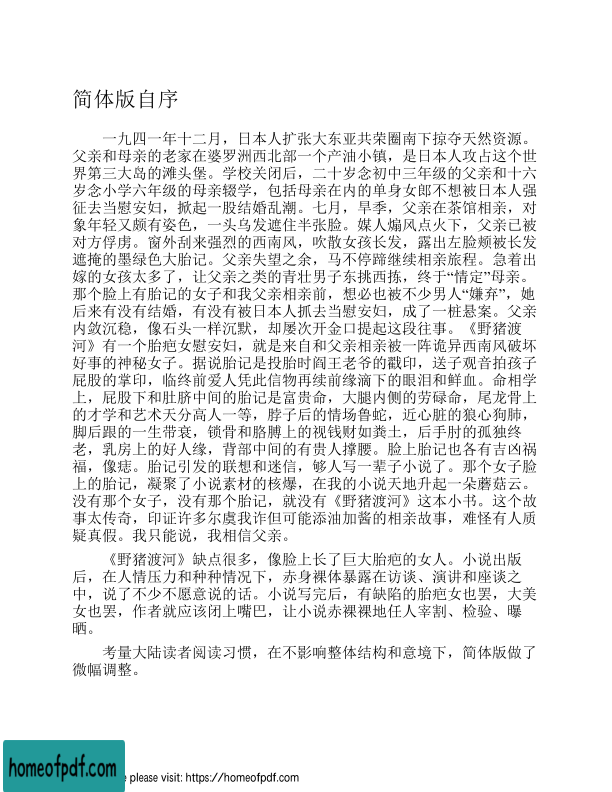 简体版自序
一九四一年十二月，日本人扩张大东亚共荣圈南下掠夺天然资源。
父亲和母亲的老家在婆罗洲西北部一个产油小镇，是日本人攻占这个世
界第三大岛的滩头堡。学校关闭后，二十岁念初中三年级的父亲和十六
岁念小学六年级的母亲辍学，包括母亲在内的单身女郎不想被日本人强
征去当慰安妇，掀起一股结婚乱潮。七月，旱季，父亲在茶馆相亲，对
象年轻又颇有姿色，一头乌发遮住半张脸。媒人煽风点火下，父亲已被
对方俘虏。窗外刮来强烈的西南风，吹散女孩长发，露出左脸颊被长发
遮掩的墨绿色大胎记。父亲失望之余，马不停蹄继续相亲旅程。急着出
嫁的女孩太多了，让父亲之类的青壮男子东挑西拣，终于“情定”母亲。
那个脸上有胎记的女子和我父亲相亲前，想必也被不少男人“嫌弃”，她
后来有没有结婚，有没有被日本人抓去当慰安妇，成了一桩悬案。父亲
内敛沉稳，像石头一样沉默，却屡次开金口提起这段往事。《野猪渡
河》有一个胎疤女慰安妇，就是来自和父亲相亲被一阵诡异西南风破坏
好事的神秘女子。据说胎记是投胎时阎王老爷的戳印，送子观音拍孩子
屁股的掌印，临终前爱人凭此信物再续前缘滴下的眼泪和鲜血。命相学
上，屁股下和肚脐中间的胎记是富贵命，大腿内侧的劳碌命，尾龙骨上
的才学和艺术天分高人一等，脖子后的情场鲁蛇，近心脏的狼心狗肺，
脚后跟的一生带衰，锁骨和胳膊上的视钱财如粪土，后手肘的孤独终
老，乳房上的好人缘，背部中间的有贵人撑腰。脸上胎记也各有吉凶祸
福，像痣。胎记引发的联想和迷信，够人写一辈子小说了。那个女子脸
上的胎记，凝聚了小说素材的核爆，在我的小说天地升起一朵蘑菇云。
没有那个女子，没有那个胎记，就没有《野猪渡河》这本小书。这个故
事太传奇，印证许多尔虞我诈但可能添油加酱的相亲故事，难怪有人质
疑真假。我只能说，我相信父亲。
《野猪渡河》缺点很多，像脸上长了巨大胎疤的女人。小说出版
后，在人情压力和种种情况下，赤身裸体暴露在访谈、演讲和座谈之
中，说了不少不愿意说的话。小说写完后，有缺陷的胎疤女也罢，大美
女也罢，作者就应该闭上嘴巴，让小说赤裸裸地任人宰割、检验、曝
晒。
考量大陆读者阅读习惯，在不影响整体结构和意境下，简体版做了
微幅调整。
homeofpdf.com
e please visit: https://homeofpdf.com